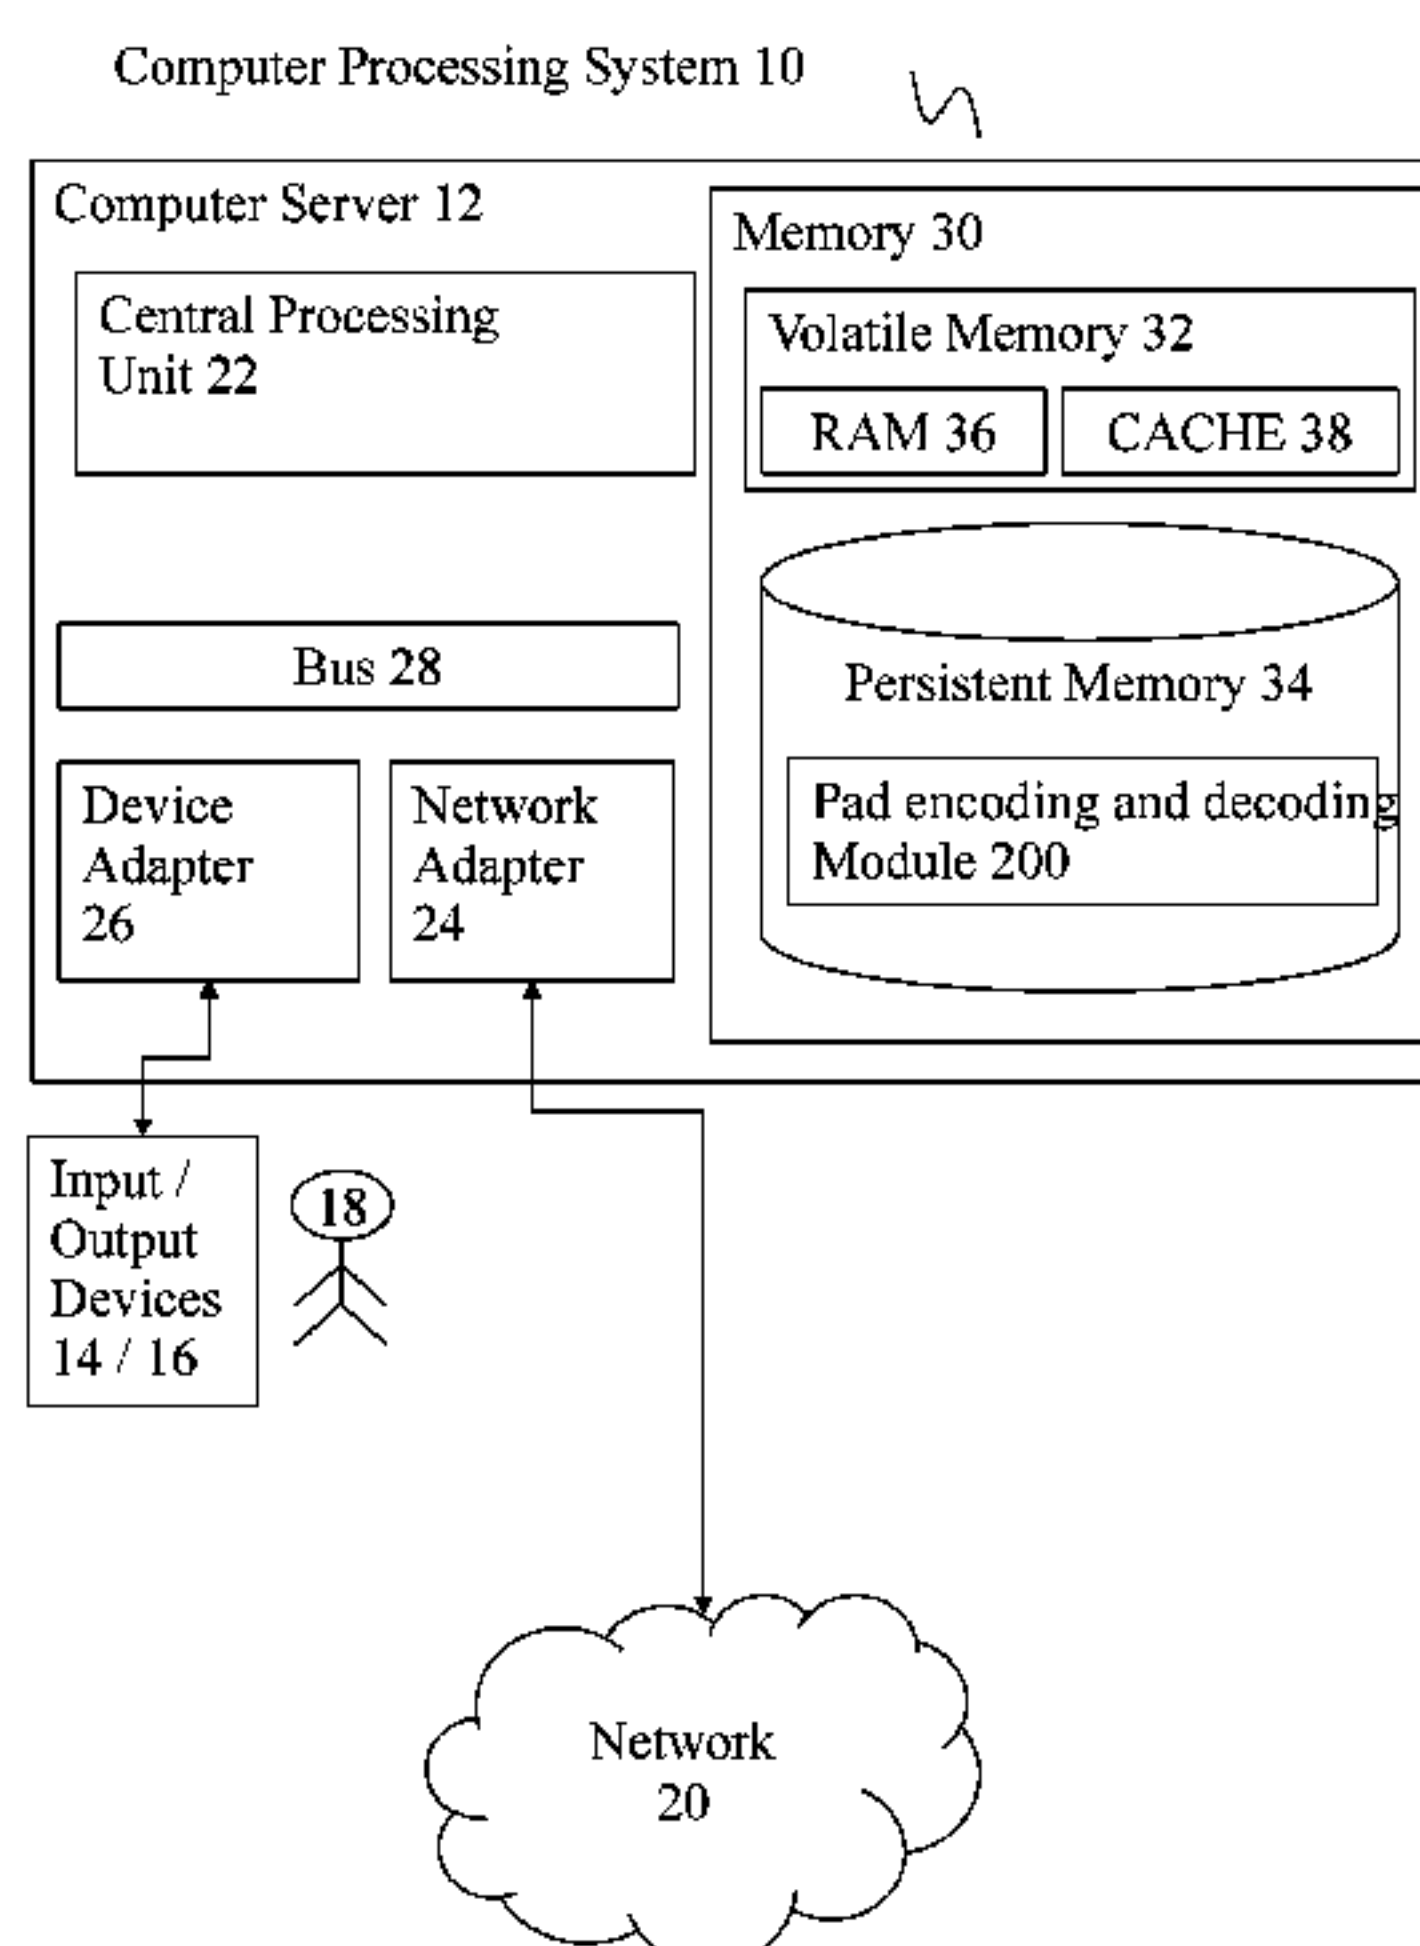 Computer Processing System 10
Computer Server 12
Memory 30
Central Processing
Unit 22
Volatile Memory 32
RAM 36
CACHE 38
Bus 28
Persistent Memory 34
Device
Adapter
26
Network
Adapter
24
Pad encoding and decoding
Module 200
Input /
Output
Devices
14 / 16
18
Network
20